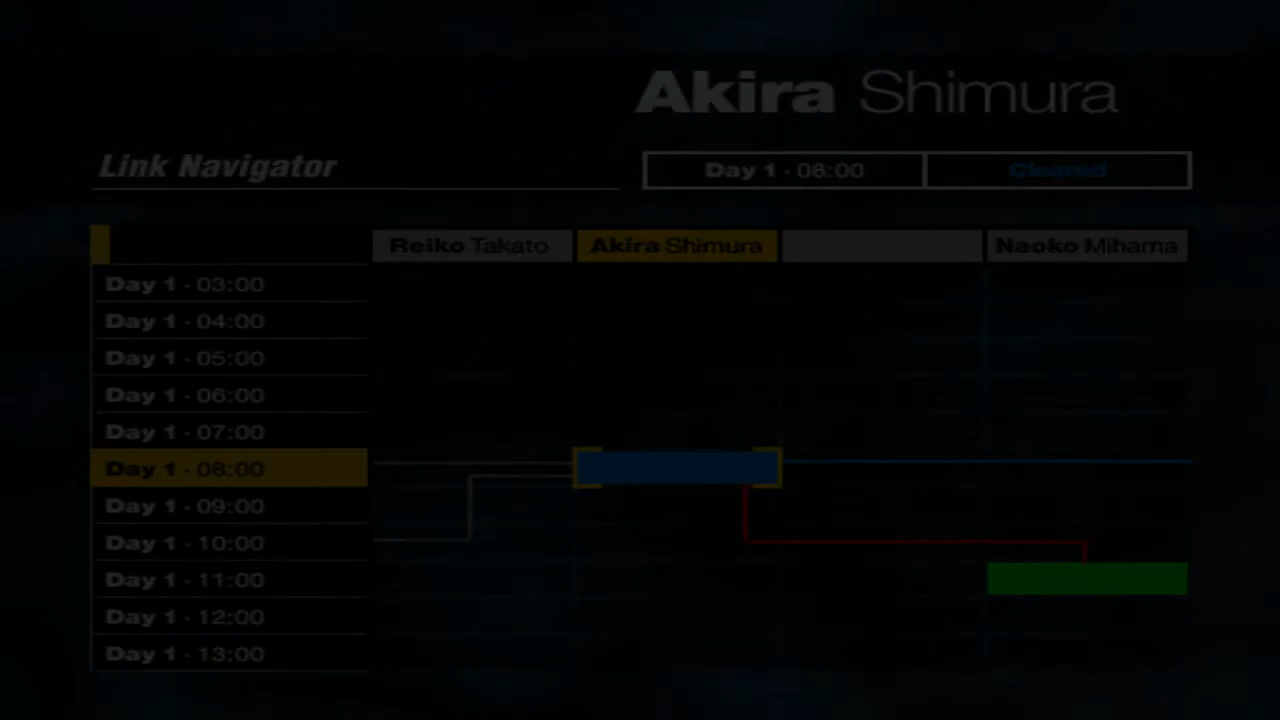 Akira Shimura
Link Navigator
Day 1 - 08:00 Cleared
Reiko Takato Akira Shimura Naoko Mihama
Day 1 - 03:00
Day 1 - 04:00
Day 1 - 05:00
Day 1 - 06:00
Day 1 - 07:00
Day 1 - 08:00
Day 1 - 09:00
Day 1 - 10:00
Day 1 - 11:00
Day 1 - 12:00
Day 1 - 13:00